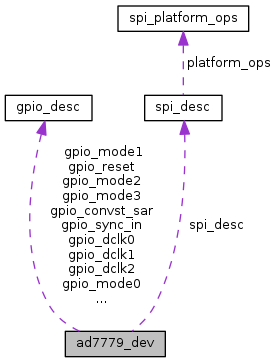 spi_platform_ops
platform_ops
gpio_desc
spi_desc
gpio_mode1
gpio_reset
gpio_mode2
gpio_mode3
gpio_convst_sar
gpio_sync_in
gpio_dclk0
gpio_dclk1
gpio_dclk2
gpio_mode0
...
spi_desc
ad7779_dev